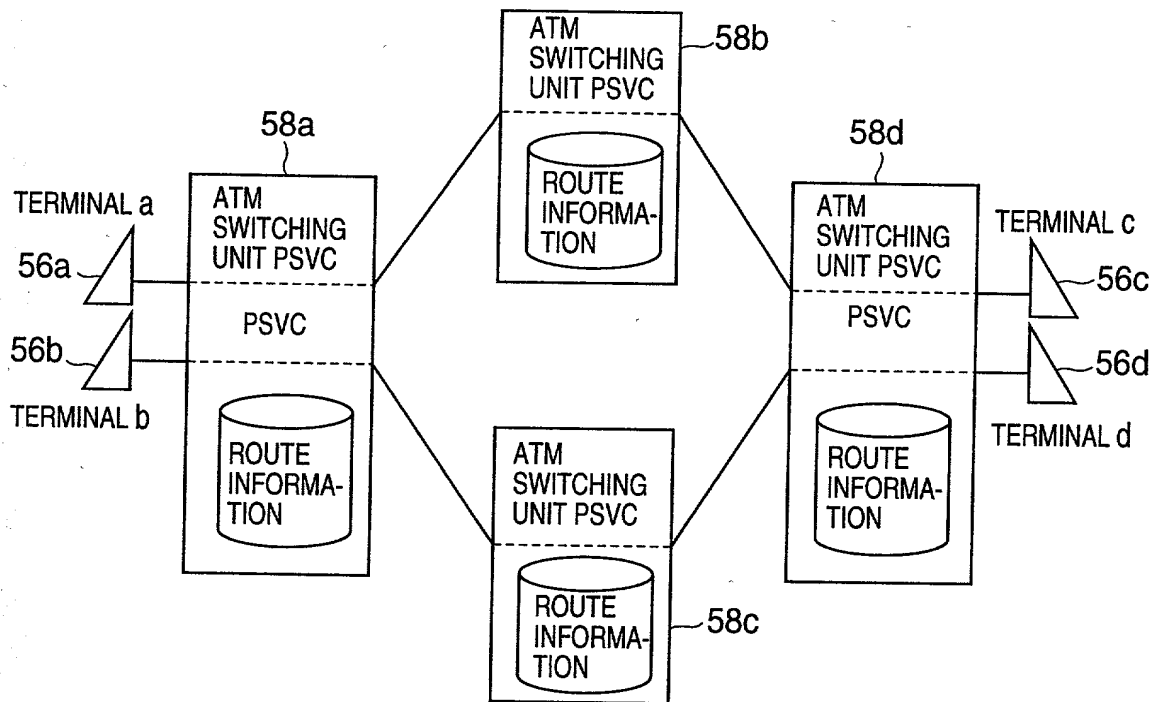 ATM
SWITCHING
UNIT PSVC
58b
ROUTE
INFORMA-
TION
58a
ATM
SWITCHING
UNIT PSVC
PSVC
ROUTE
INFORMA-
TION
TERMINAL a
56a
56b
TERMINAL b
58d
ATM
SWITCHING
UNIT PSVC
PSVC
ROUTE
INFORMA-
TION
TERMINAL c
56c
56d
TERMINAL d
ATM
SWITCHING
UNIT PSVC
ROUTE
INFORMA-
TION
58c